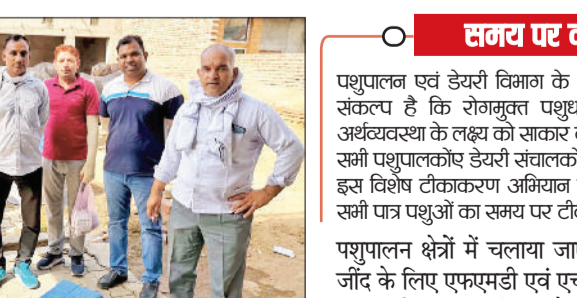 समय पर
पशुपालन एवं डेयरी विभाग के
संकल्प है कि रोगमुक्त पशुध
अर्थव्यवस्था के लक्ष्य को साकार
सभी पशुपालकोंए डेयरी संचालको
इस विशेष टीकाकरण अभियान
सभी पात्र पशुओं का समय पर टी
पशुपालन क्षेत्रों में चलाया जा
जींद के लिए एफएमडी एवं एच